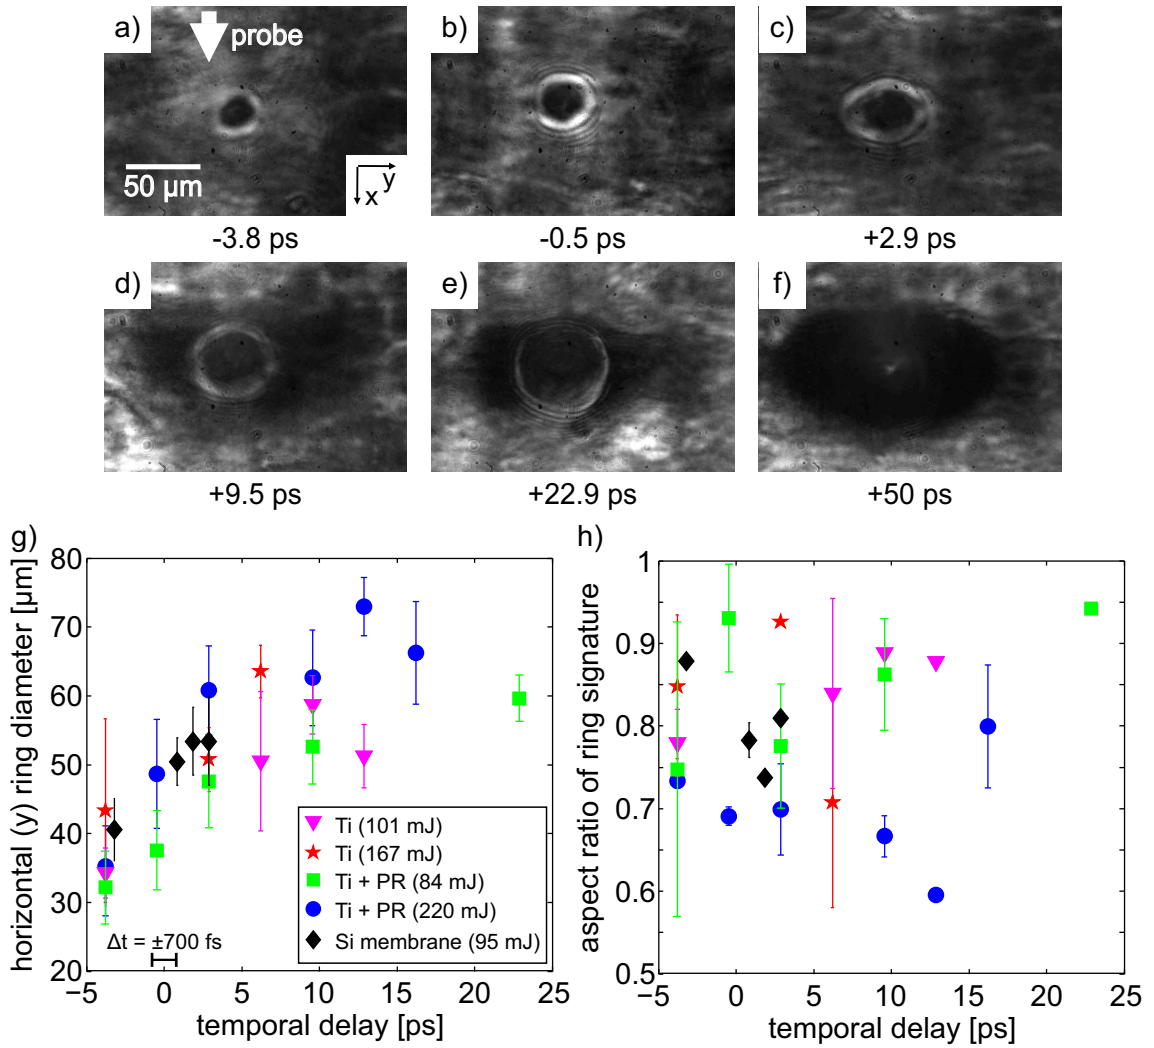 a)
probe
50 μm
y
x
-3.8 ps
b)
-0.5 ps
c)
+2.9 ps
d)
+9.5 ps
e)
+22.9 ps
f)
+50 ps
g)
horizontal (y) ring diameter [μm]
80
70
60
50
40
30
20
Ti (101 mJ)
Ti (167 mJ)
Ti + PR (84 mJ)
Ti + PR (220 mJ)
Si membrane (95 mJ)
Δt = ±700 fs
−5 0 5 10 15 20 25
temporal delay [ps]
h)
aspect ratio of ring signature
1
0.9
0.8
0.7
0.6
0.5
−5 0 5 10 15 20 25
temporal delay [ps]